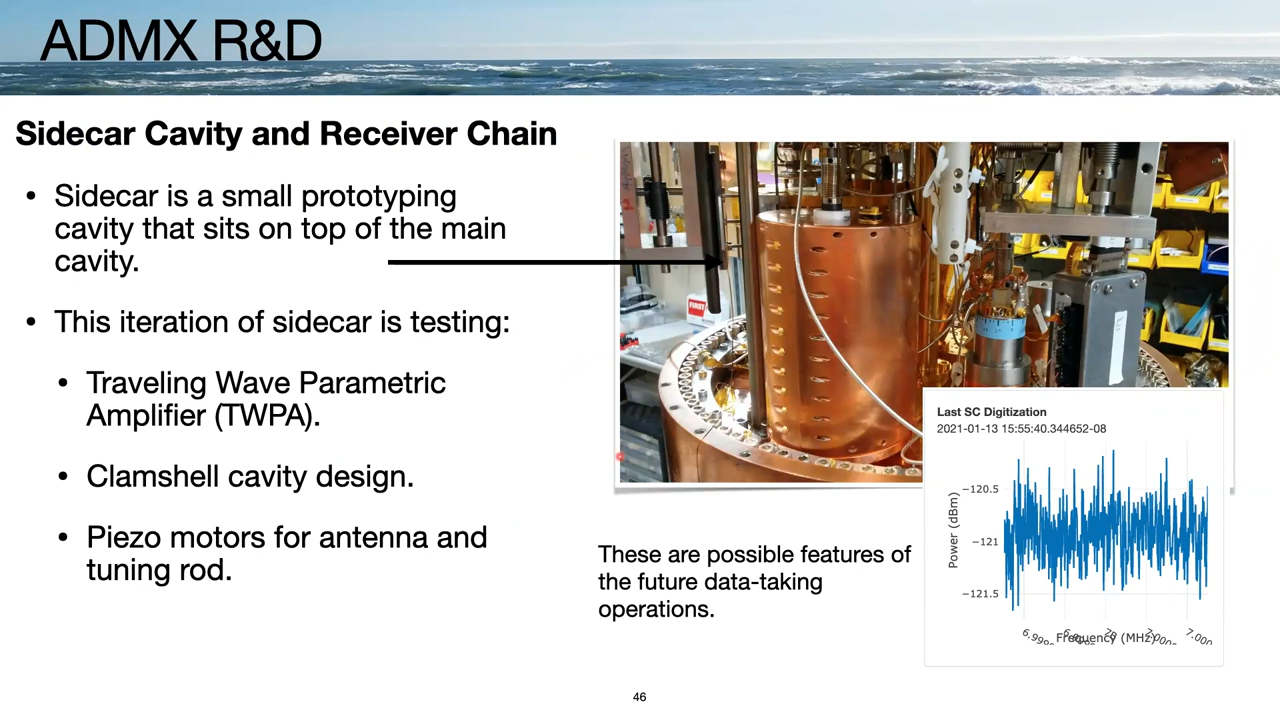 ADMX R&D
Sidecar Cavity and Receiver Chain
• Sidecar is a small prototyping
cavity that sits on top of the main
cavity.
• This iteration of sidecar is testing:
• Traveling Wave Parametric
Amplifier (TWPA).
• Clamshell cavity design.
• Piezo motors for antenna and
tuning rod.
FIRST
These are possible features of
the future data-taking
operations.
Last SC Digitization
2021-01-13 15:55:40.344652-08
Power (dBm)
−120.5
−121
−121.5
Frequency (MHz)
46